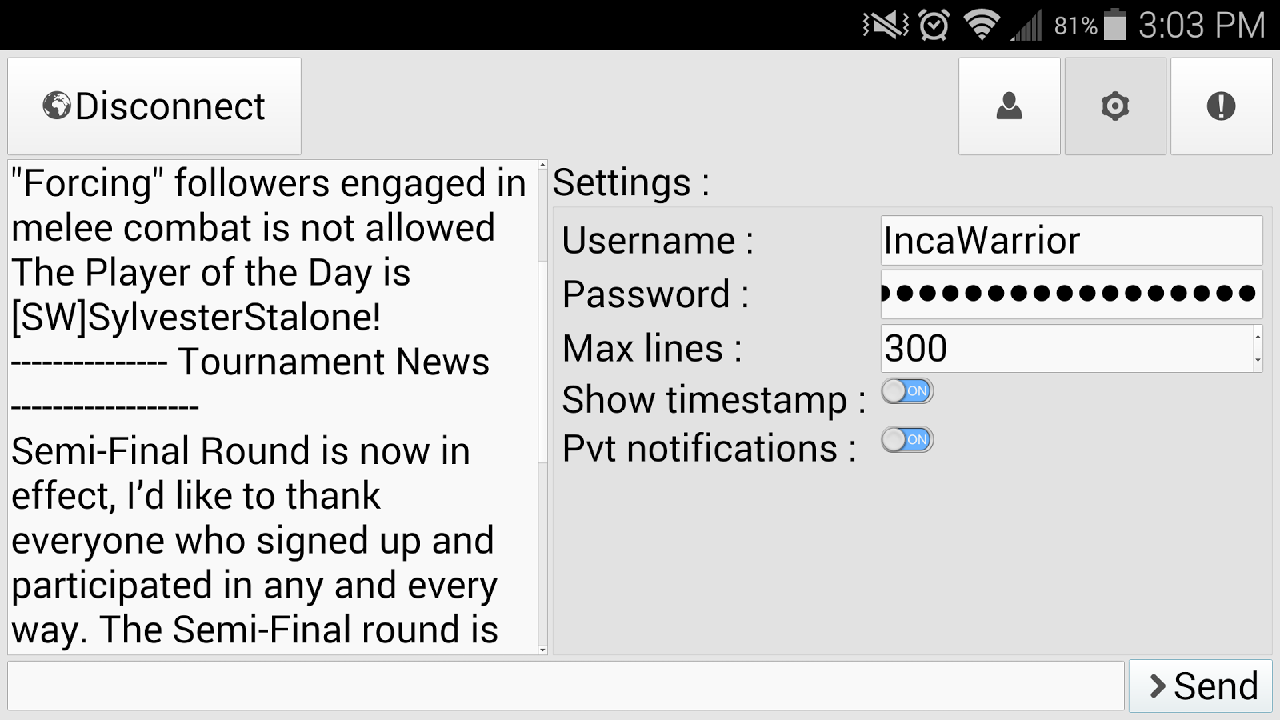 81% 3:03 PM
Disconnect
"Forcing" followers engaged in
melee combat is not allowed
The Player of the Day is
[SW]SylvesterStalone!
--------------- Tournament News
------------------
Semi-Final Round is now in
effect, I'd like to thank
everyone who signed up and
participated in any and every
way. The Semi-Final round is
Settings :
Username : IncaWarrior
Password : ●●●●●●●●●●●●●●●●●
Max lines : 300
Show timestamp : ON
Pvt notifications : ON
Send